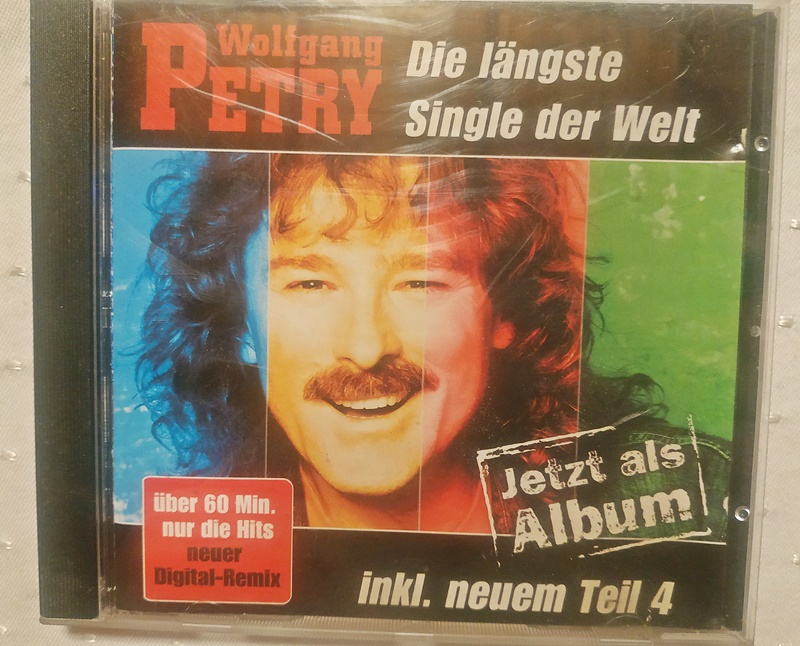 Wolfgang
PETRY
Die längste
Single der Welt
Jetzt als
Album
über 60 Min.
nur die Hits
neuer
Digital-Remix
inkl. neuem Teil 4